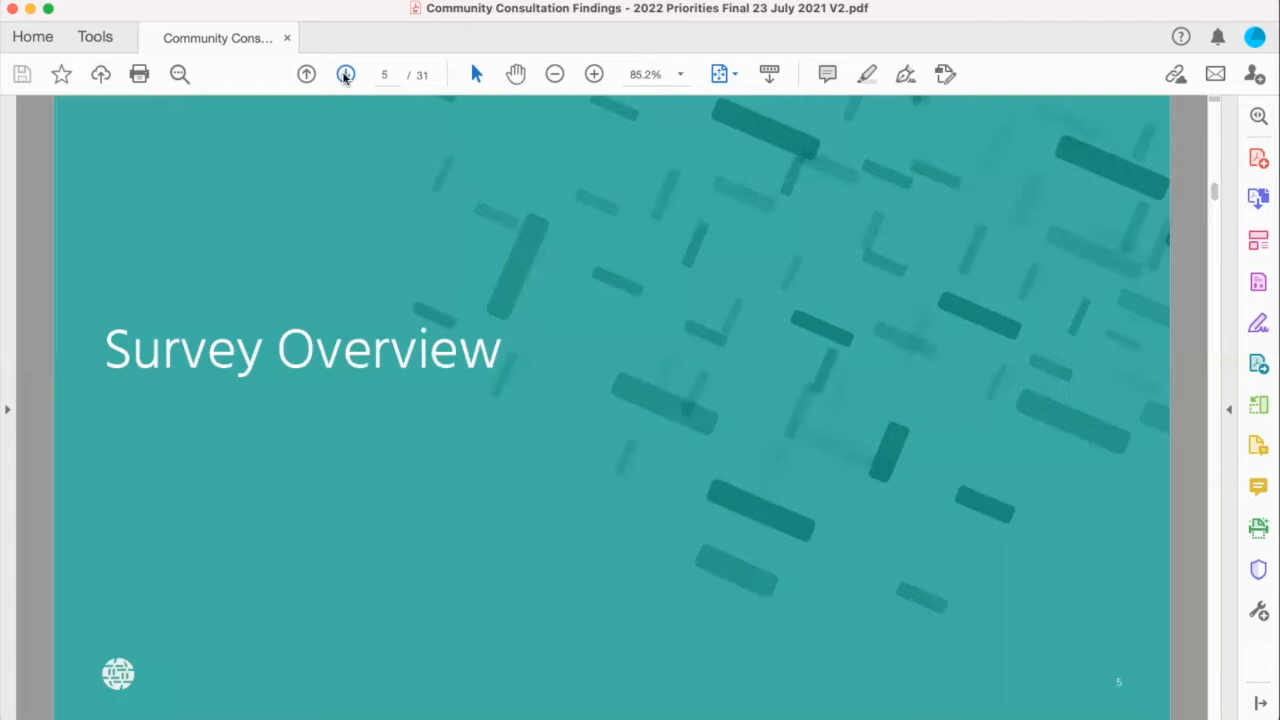 Community Consultation Findings - 2022 Priorities Final 23 July 2021 V2.pdf
Home
Tools
Community Cons...
5 / 31
85.2%
Survey Overview
5